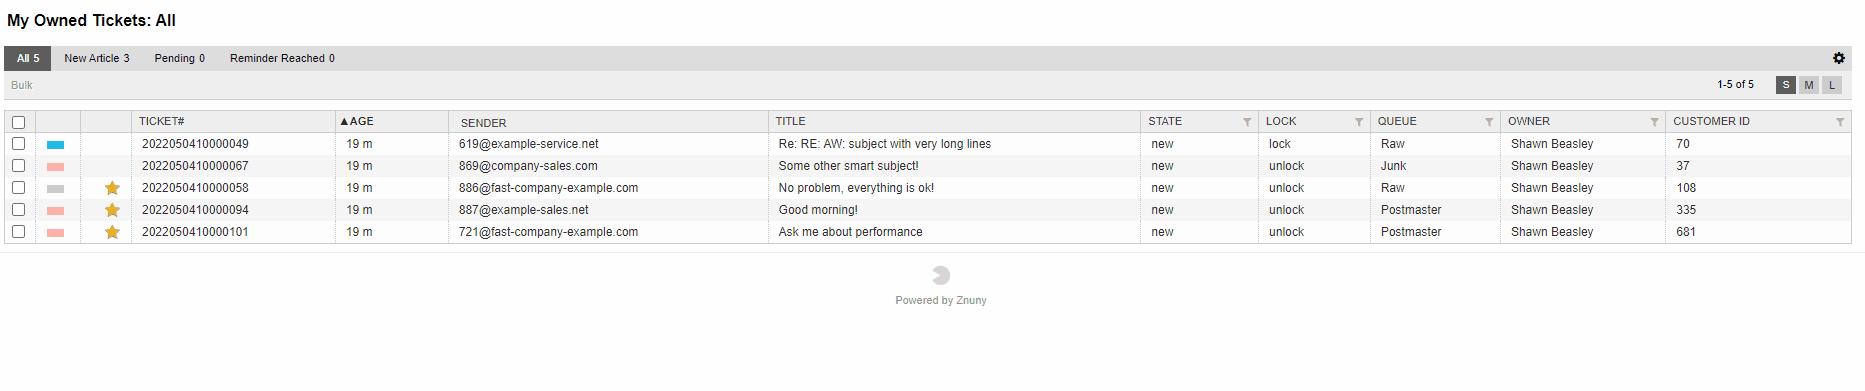 My Owned Tickets: All
All 5 New Article 3 Pending 0 Reminder Reached 0
Bulk 1-5 of 5 S M L
TICKET# ▲AGE SENDER TITLE STATE LOCK QUEUE OWNER CUSTOMER ID
2022050410000049 19 m 619@example-service.net Re: RE: AW: subject with very long lines new lock Raw Shawn Beasley 70
2022050410000067 19 m 869@company-sales.com Some other smart subject! new unlock Junk Shawn Beasley 37
2022050410000058 19 m 886@fast-company-example.com No problem, everything is ok! new unlock Raw Shawn Beasley 108
2022050410000094 19 m 887@example-sales.net Good morning! new unlock Postmaster Shawn Beasley 335
2022050410000101 19 m 721@fast-company-example.com Ask me about performance new unlock Postmaster Shawn Beasley 681
Powered by Znuny